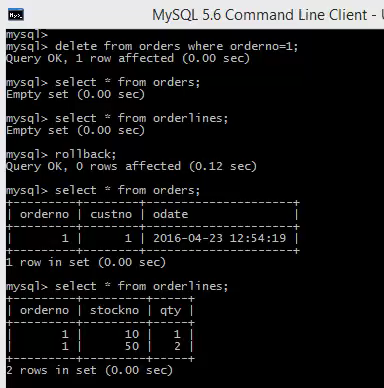 MySQL 5.6 Command Line Client -
mysql>
mysql> delete from orders where orderno=1;
Query OK, 1 row affected (0.00 sec)
mysql> select * from orders;
Empty set (0.00 sec)
mysql> select * from orderlines;
Empty set (0.00 sec)
mysql> rollback;
Query OK, 0 rows affected (0.12 sec)
mysql> select * from orders;
+---------+--------+---------------------+
| orderno | custno | odate               |
+---------+--------+---------------------+
|       1 |      1 | 2016-04-23 12:54:19 |
+---------+--------+---------------------+
1 row in set (0.00 sec)
mysql> select * from orderlines;
+---------+---------+-----+
| orderno | stockno | qty |
+---------+---------+-----+
|       1 |      10 |   1 |
|       1 |      50 |   2 |
+---------+---------+-----+
2 rows in set (0.00 sec)